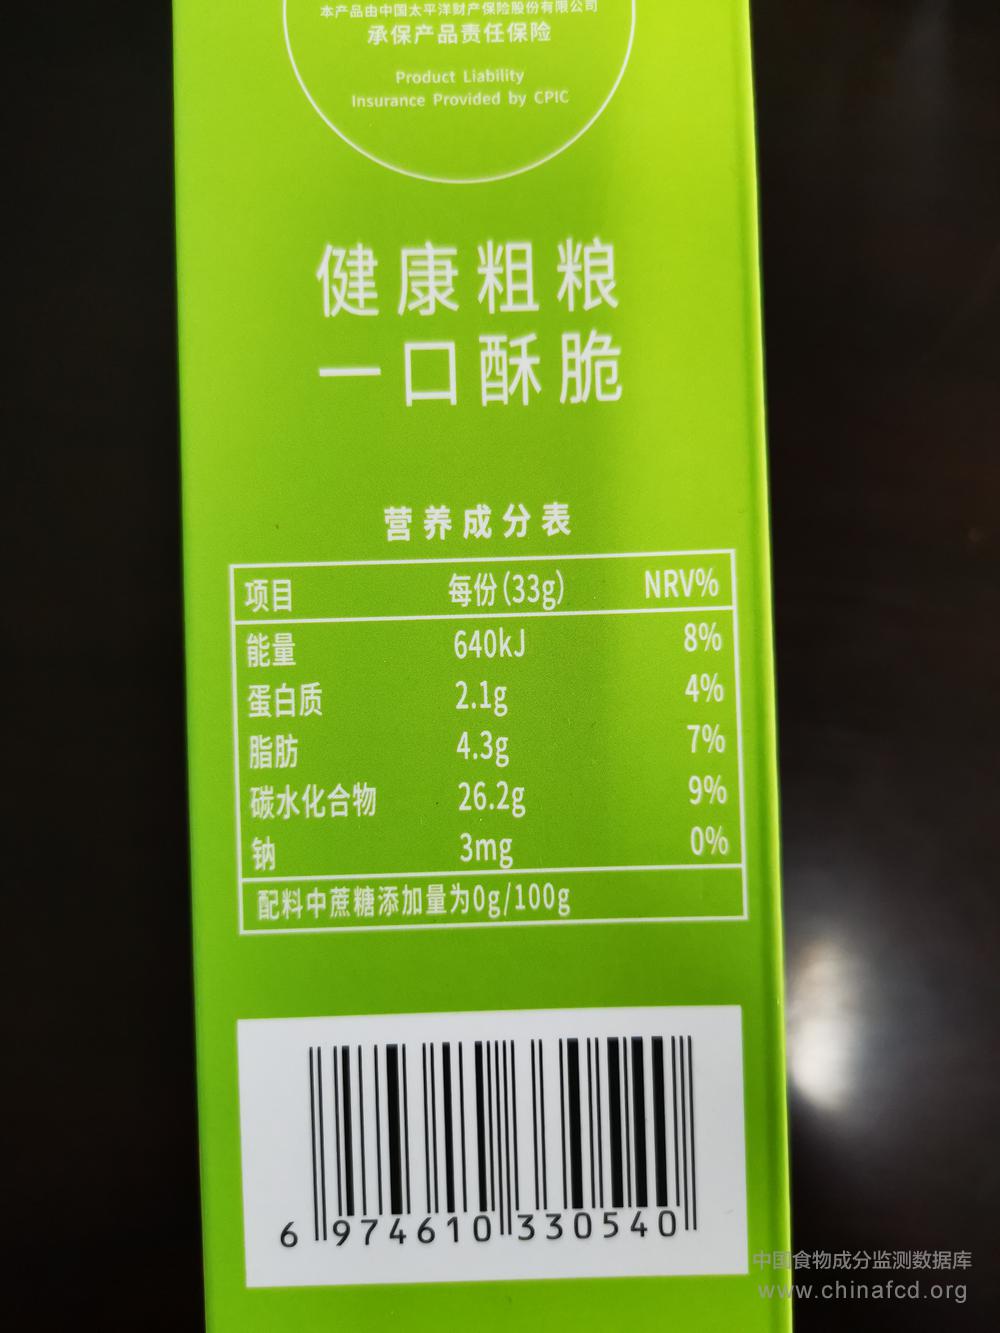 本产品由中国太平洋财产保险股份有限公司
承保产品责任保险
Product Liability
Insurance Provided by CPIC
健康粗粮
一口酥脆
营养成分表
项目 每份(33g) NRV%
能量 640kJ 8%
蛋白质 2.1g 4%
脂肪 4.3g 7%
碳水化合物 26.2g 9%
钠 3mg 0%
配料中蔗糖添加量为0g/100g
6 974610 330540
中国食物成分监测数据库
www.chinafcd.org